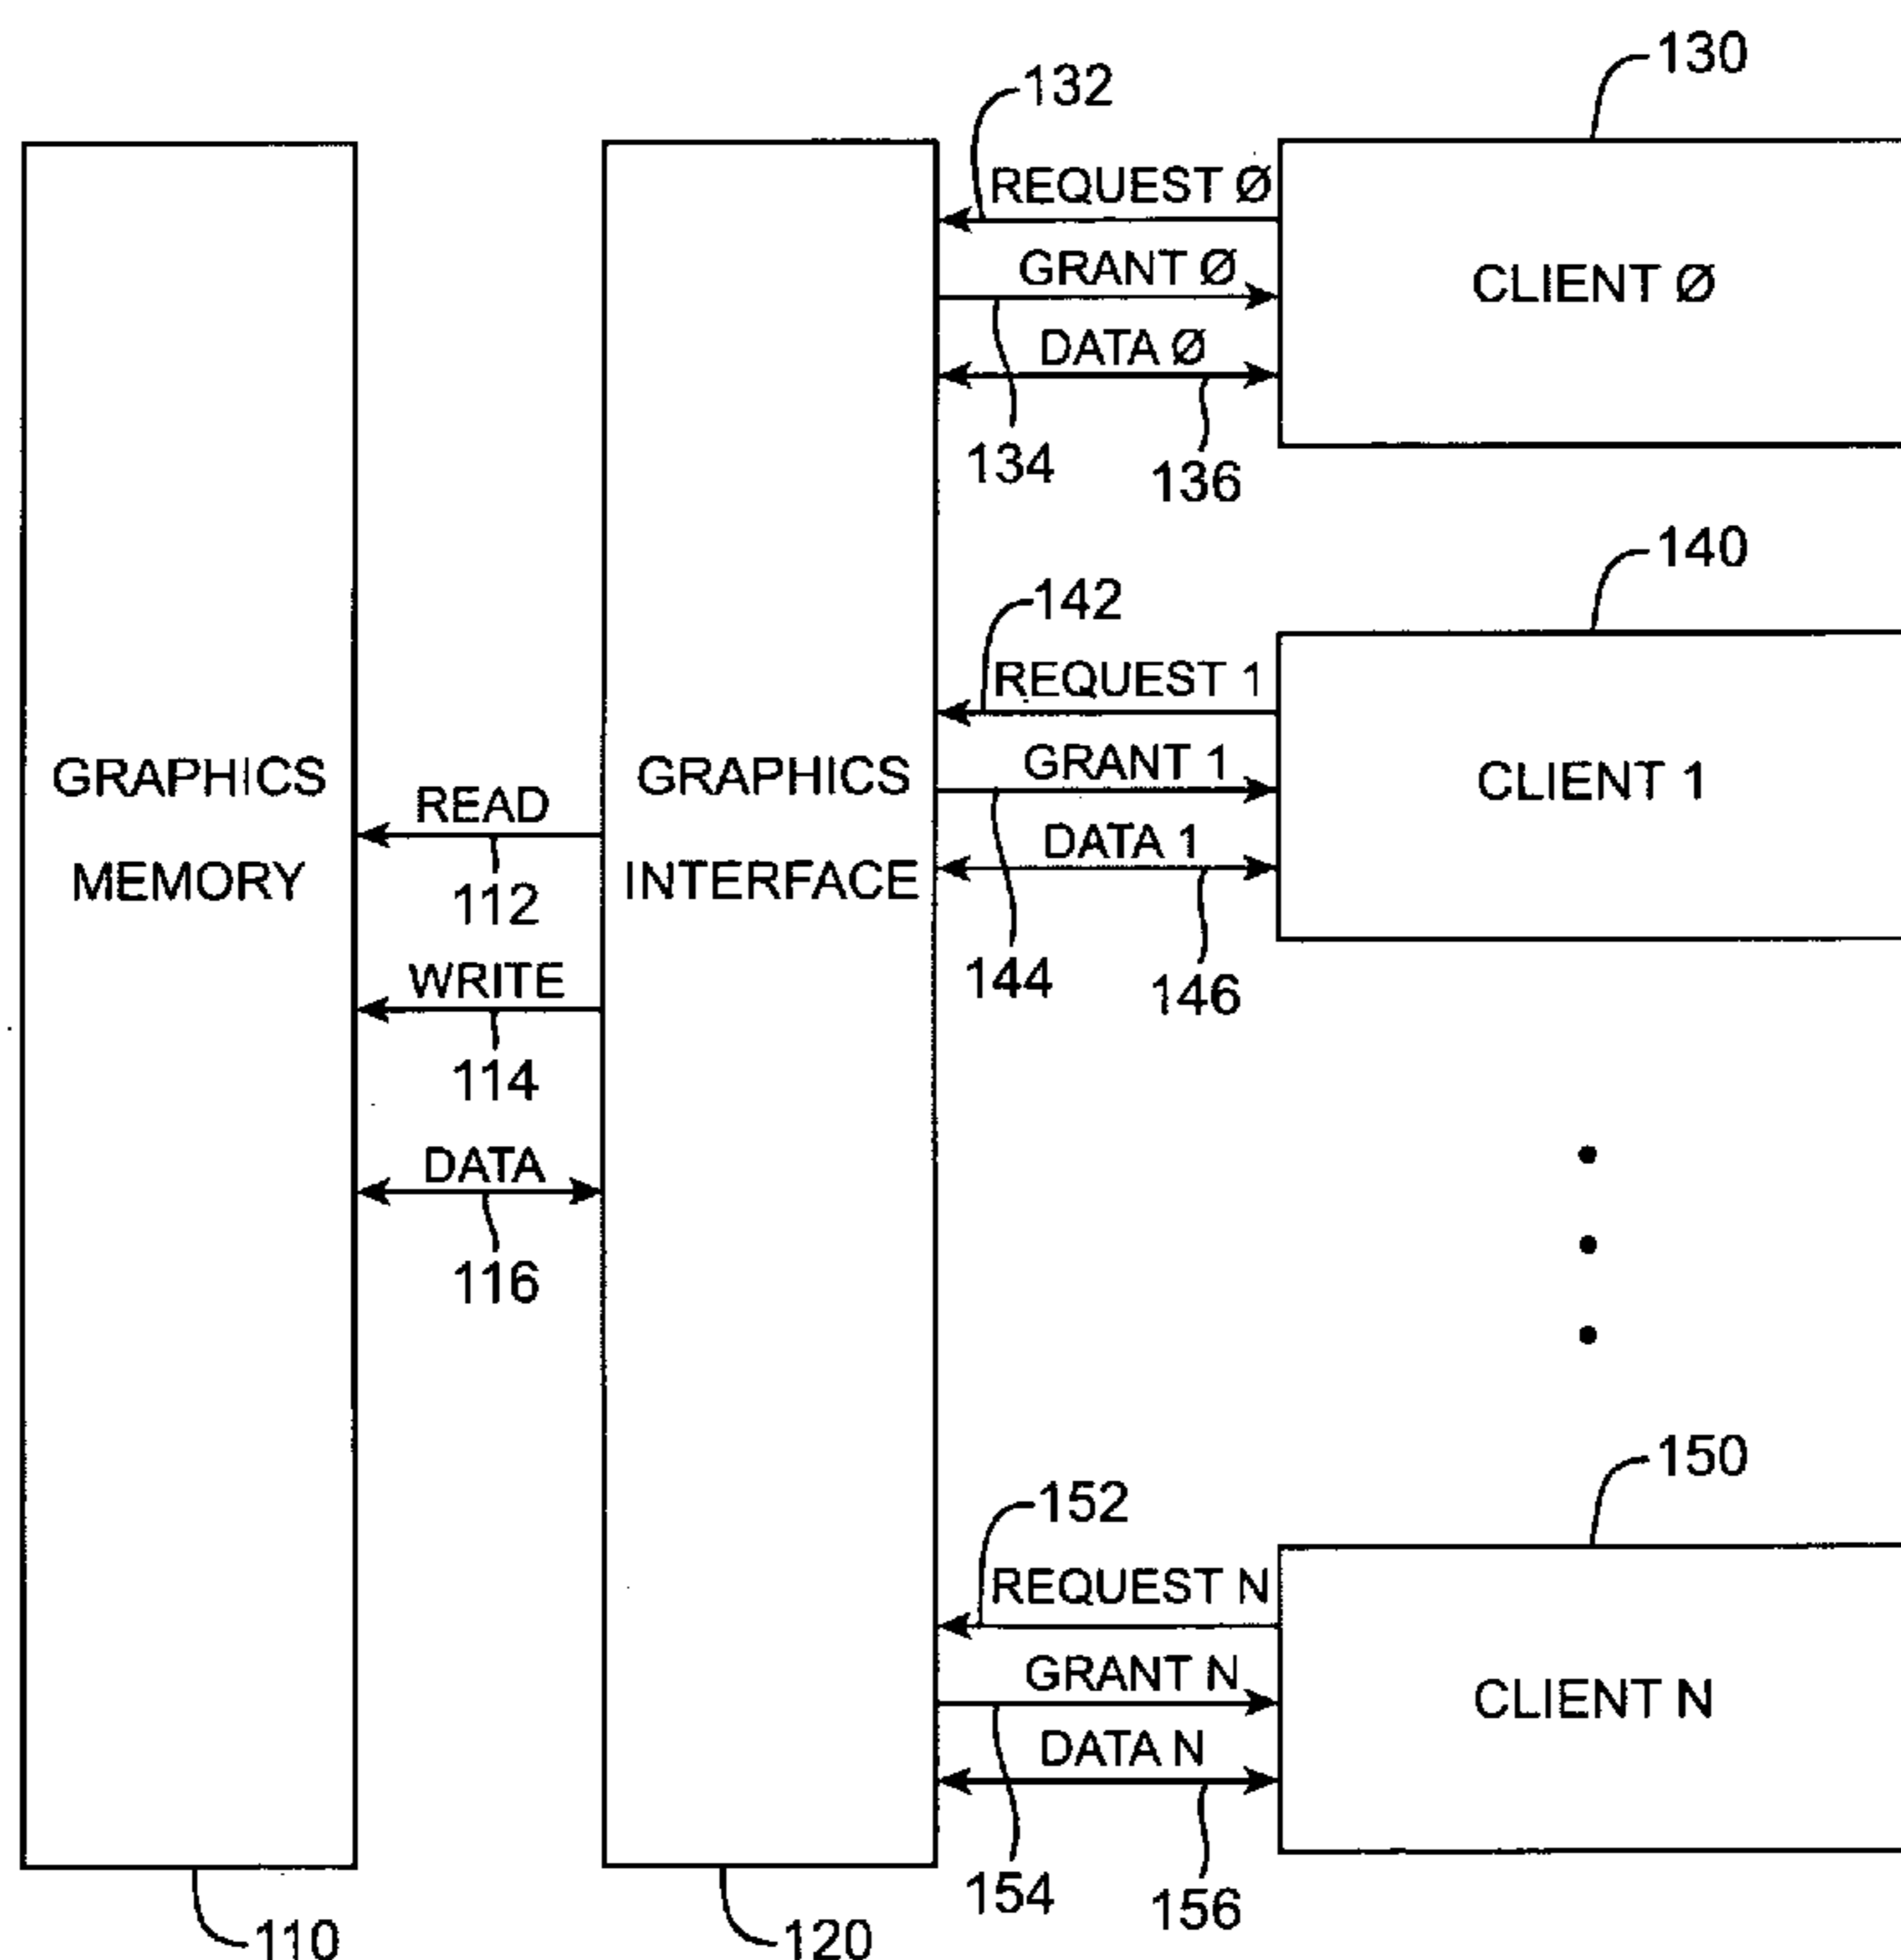 130
132
REQUEST Ø
GRANT Ø
CLIENT Ø
DATA Ø
134
136
140
142
REQUEST 1
GRANT 1
CLIENT 1
DATA 1
144
146
GRAPHICS
MEMORY
READ
112
WRITE
114
DATA
116
GRAPHICS
INTERFACE
150
152
REQUEST N
GRANT N
CLIENT N
DATA N
154
156
110
120